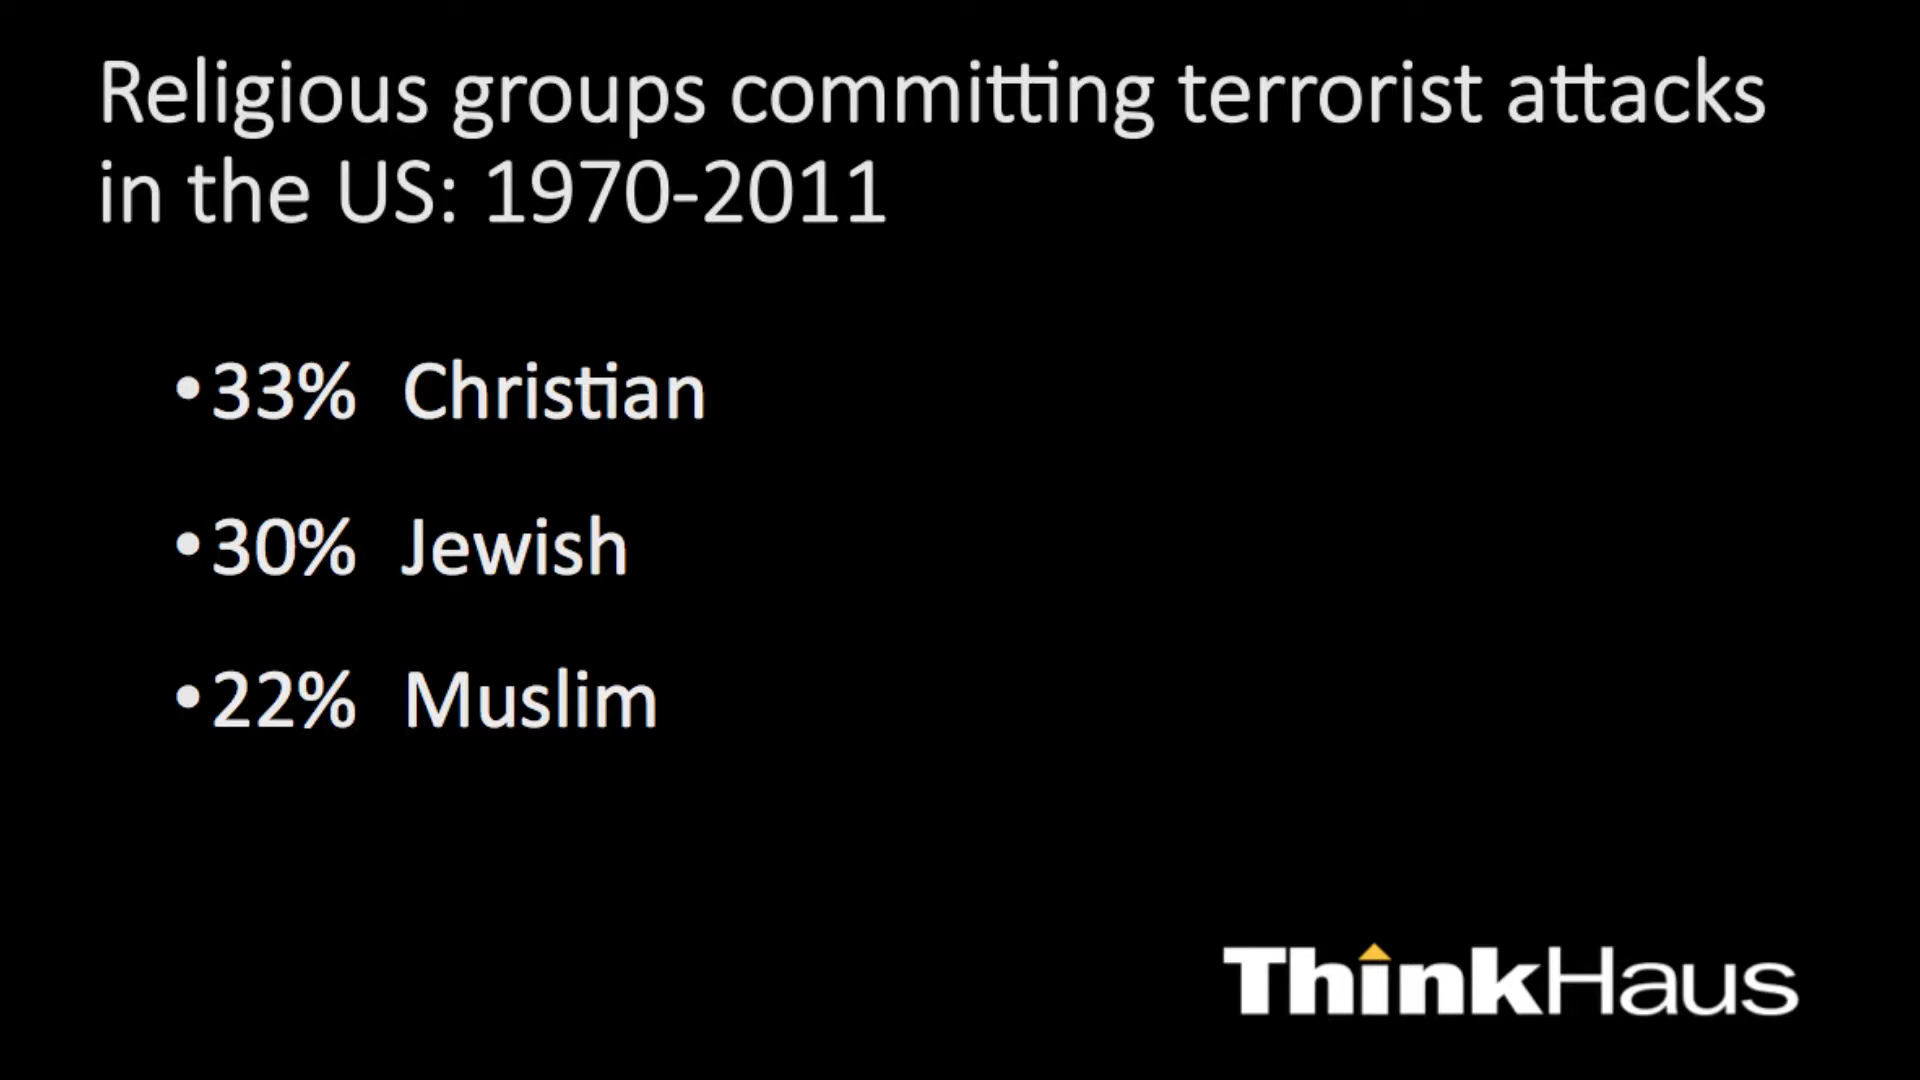 Religious groups committing terrorist attacks
in the US: 1970-2011
•33% Christian
•30% Jewish
•22% Muslim
ThinkHaus